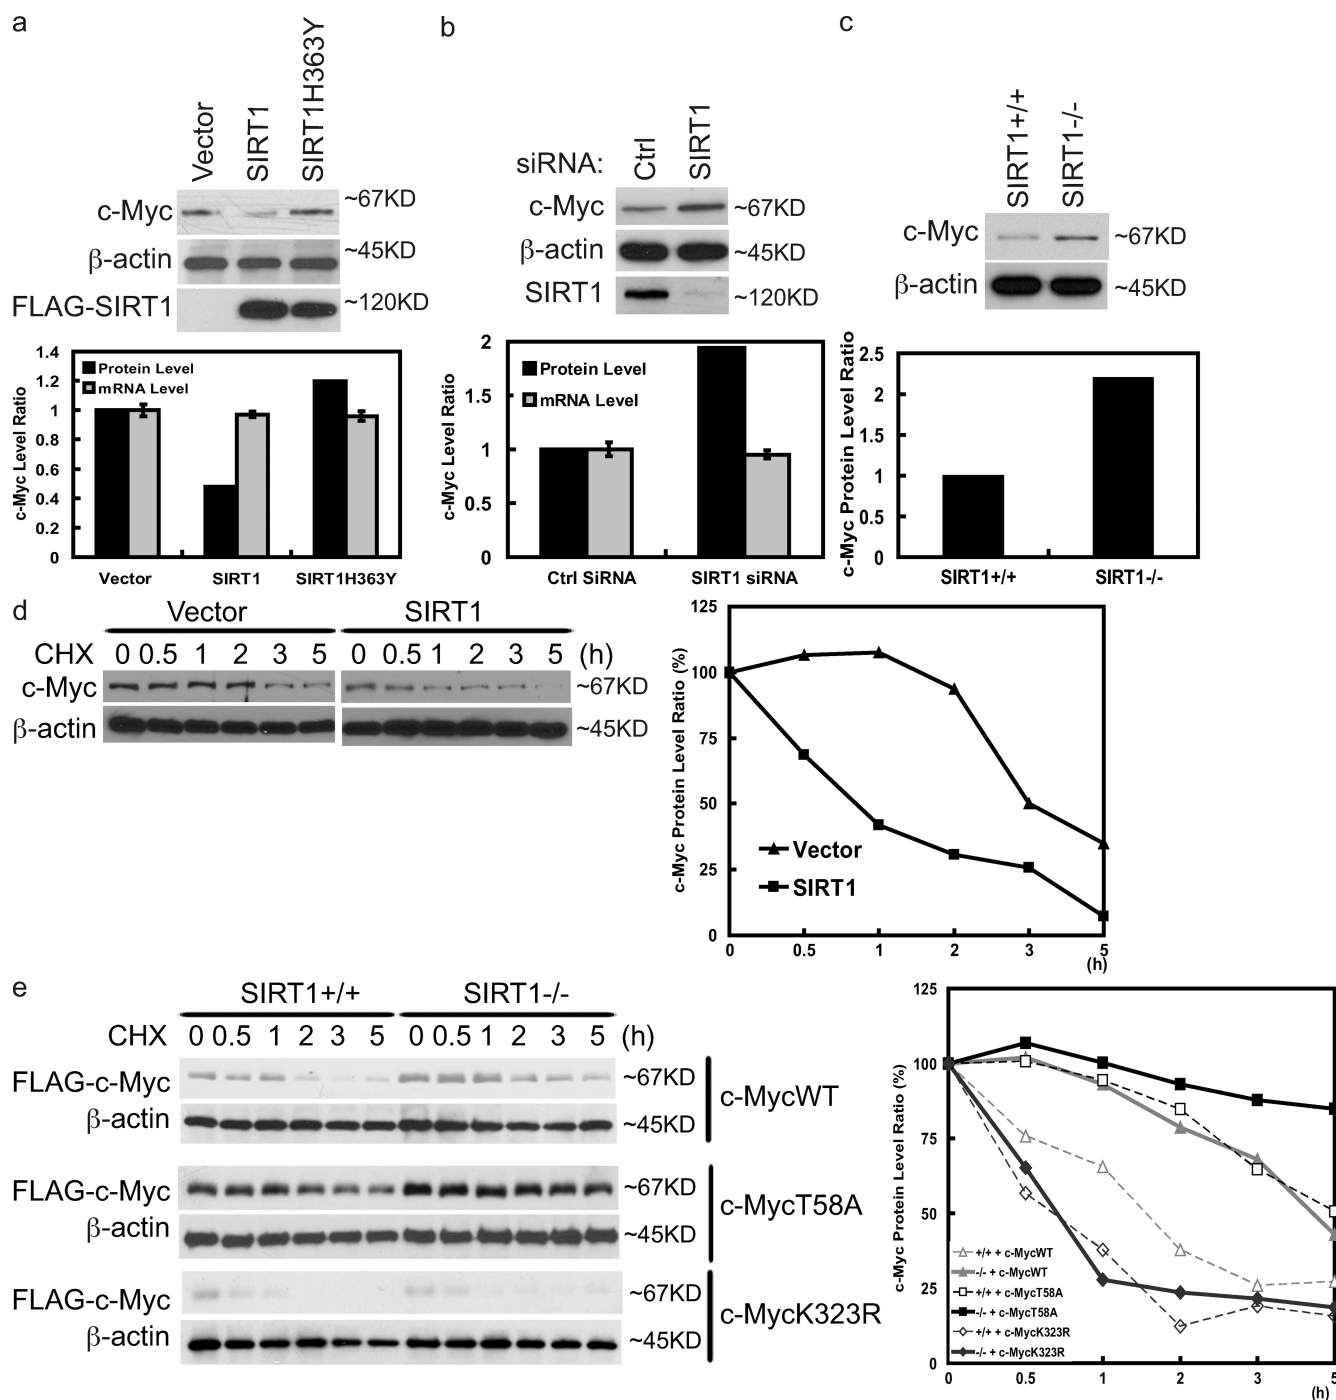 a
Vector
SIRT1
SIRT1H363Y
c-Myc
~67KD
β-actin
~45KD
FLAG-SIRT1
~120KD
1.4
1.2
1
0.8
0.6
0.4
0.2
0
c-Myc Level Ratio
Protein Level
mRNA Level
Vector SIRT1 SIRT1H363Y
b
siRNA:
Ctrl
SIRT1
c-Myc
~67KD
β-actin
~45KD
SIRT1
~120KD
2
1.5
1
0.5
0
c-Myc Level Ratio
Protein Level
mRNA Level
Ctrl SiRNA SIRT1 siRNA
c
SIRT1+/+
SIRT1-/-
c-Myc
~67KD
β-actin
~45KD
2.5
2
1
1
0.5
0
c-Myc Protein Level Ratio
SIRT1+/+ SIRT1-/-
d
Vector SIRT1
CHX 0 0.5 1 2 3 5 0 0.5 1 2 3 5 (h)
c-Myc ~67KD
β-actin ~45KD
125
100
75
50
25
0
c-Myc Protein Level Ratio (%)
Vector
SIRT1
0 0.5 1 2 3 5
(h)
e
SIRT1+/+ SIRT1-/-
CHX 0 0.5 1 2 3 5 0 0.5 1 2 3 5 (h)
FLAG-c-Myc ~67KD
c-MycWT
β-actin ~45KD
FLAG-c-Myc ~67KD
c-MycT58A
β-actin ~45KD
FLAG-c-Myc ~67KD
c-MycK323R
β-actin ~45KD
125
100
75
50
25
0
c-Myc Protein Level Ratio (%)
+/+ + c-MycWT
-/- + c-MycWT
+/+ + c-MycT58A
-/- + c-MycT58A
+/+ + c-MycK323R
-/- + c-MycK323R
0 0.5 1 2 3 5
(h)